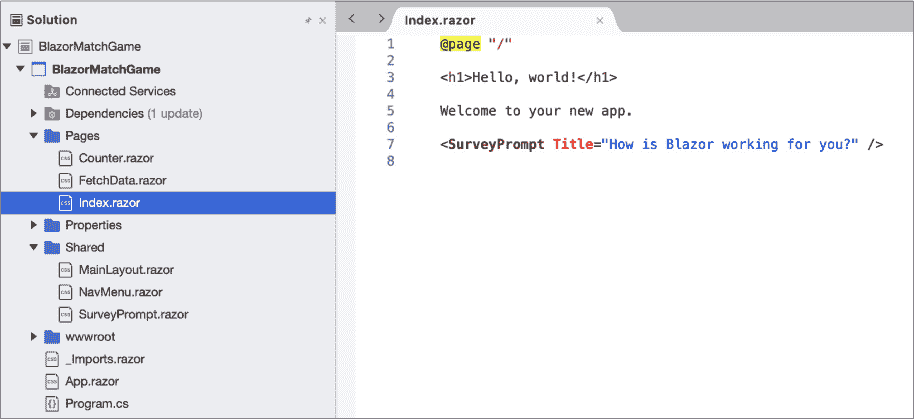 Solution
BlazorMatchGame
BlazorMatchGame
Connected Services
Dependencies (1 update)
Pages
Counter.razor
FetchData.razor
Index.razor
Properties
Shared
MainLayout.razor
NavMenu.razor
SurveyPrompt.razor
wwwroot
_Imports.razor
App.razor
Program.cs
Index.razor
1 @page "/"
2
3 <h1>Hello, world!</h1>
4
5 Welcome to your new app.
6
7 <SurveyPrompt Title="How is Blazor working for you?" />
8